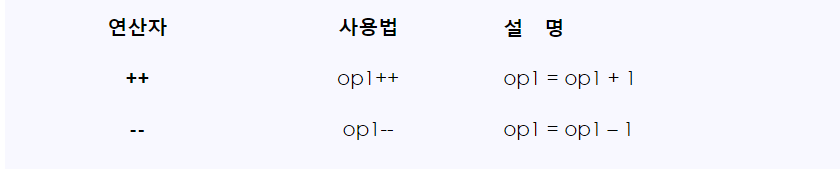 연산자 사용법 설 명
++ op1++ op1 = op1 + 1
-- op1-- op1 = op1 – 1